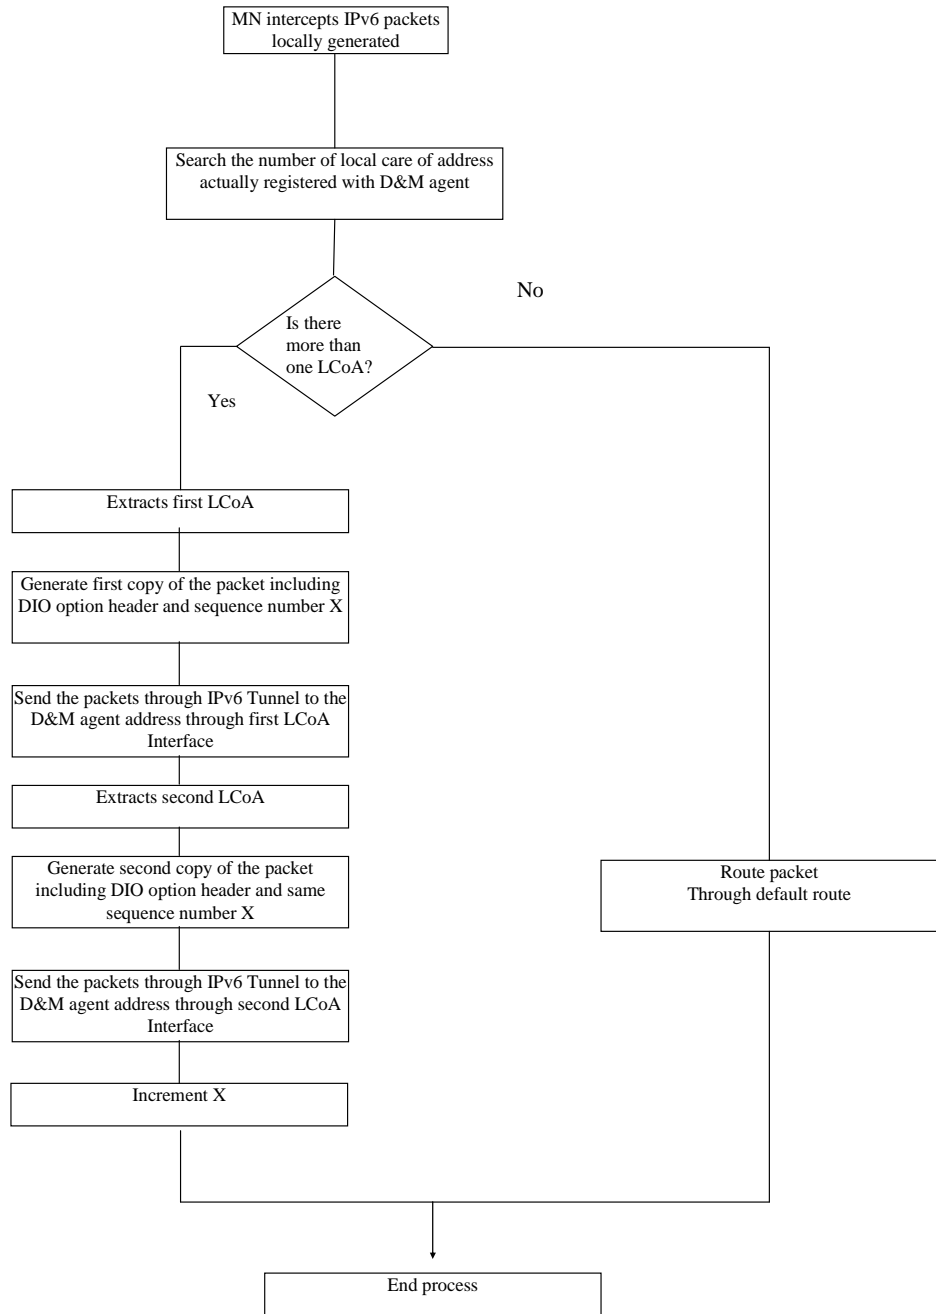 MN intercepts IPv6 packets
locally generated
Search the number of local care of address
actually registered with D&M agent
No
Is there
more than
one LCoA?
Yes
Extracts first LCoA
Generate first copy of the packet including
DIO option header and sequence number X
Send the packets through IPv6 Tunnel to the
D&M agent address through first LCoA
Interface
Extracts second LCoA
Generate second copy of the packet
including DIO option header and same
sequence number X
Route packet
Through default route
Send the packets through IPv6 Tunnel to the
D&M agent address through second LCoA
Interface
Increment X
End process